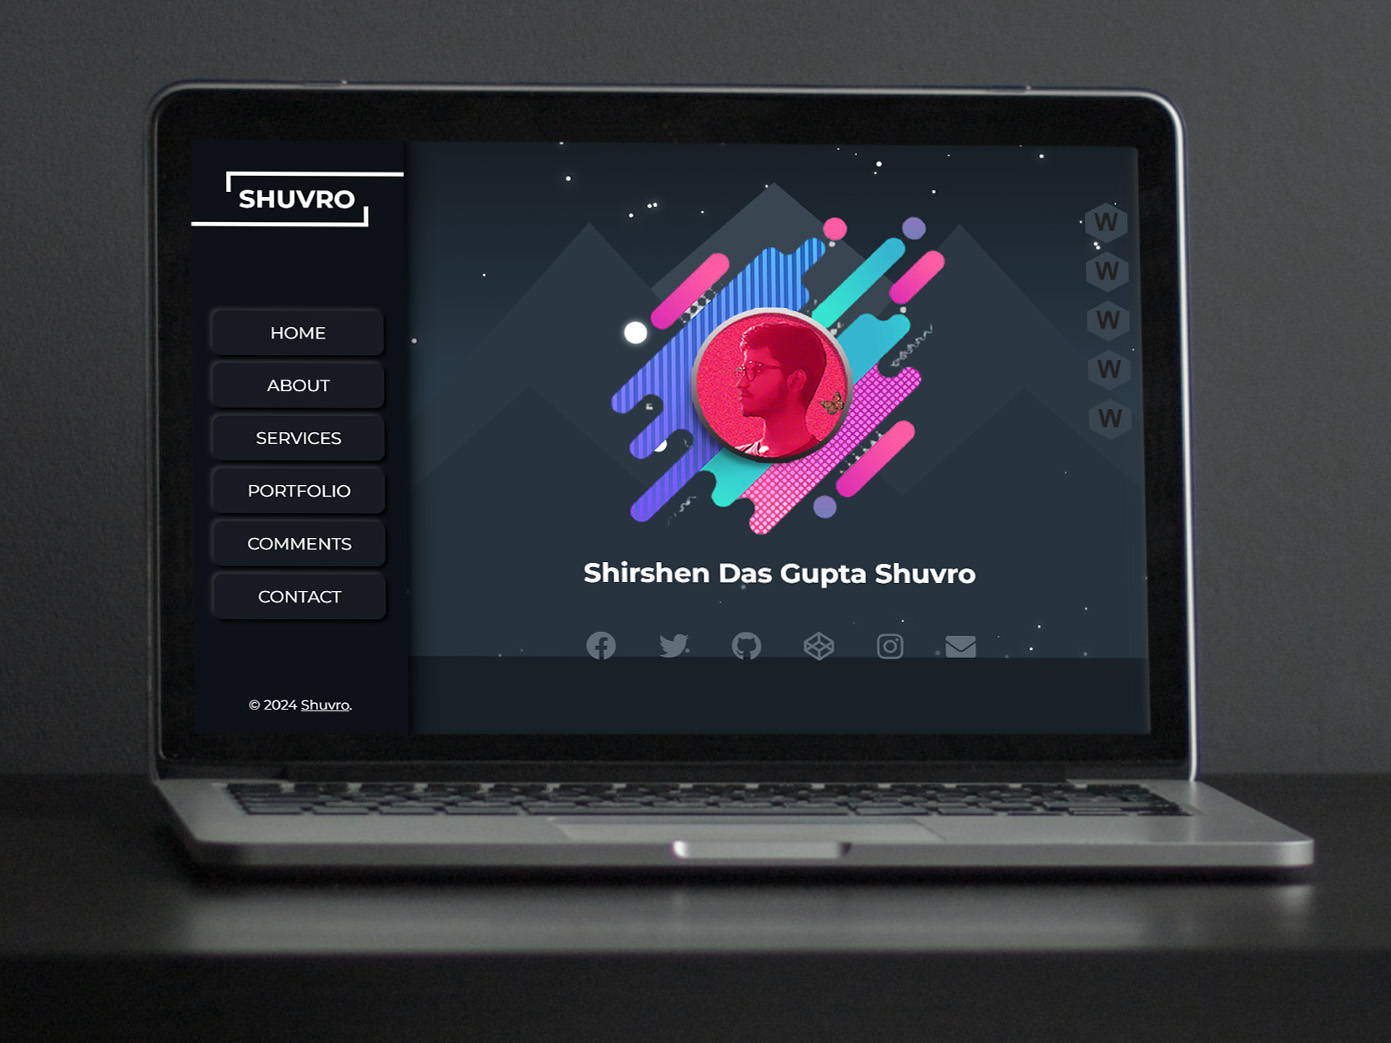 SHUVRO
HOME
ABOUT
SERVICES
PORTFOLIO
COMMENTS
CONTACT
© 2024 Shuvro.
W
W
W
W
W
Shirshen Das Gupta Shuvro